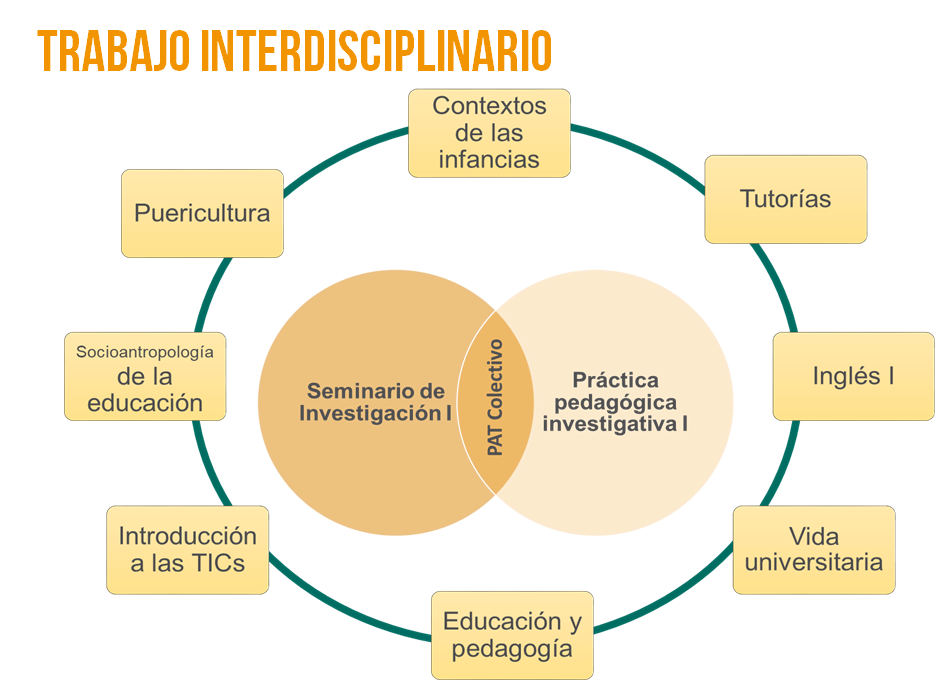 TRABAJO INTERDISCIPLINARIO
Contextos
de las
infancias
Tutorías
Inglés I
Vida
universitaria
Educación y
pedagogía
Introducción
a las TICs
Socioantropología
de la
educación
Puericultura
Seminario de
Investigación I
PAT Colectivo
Práctica
pedagógica
investigativa I